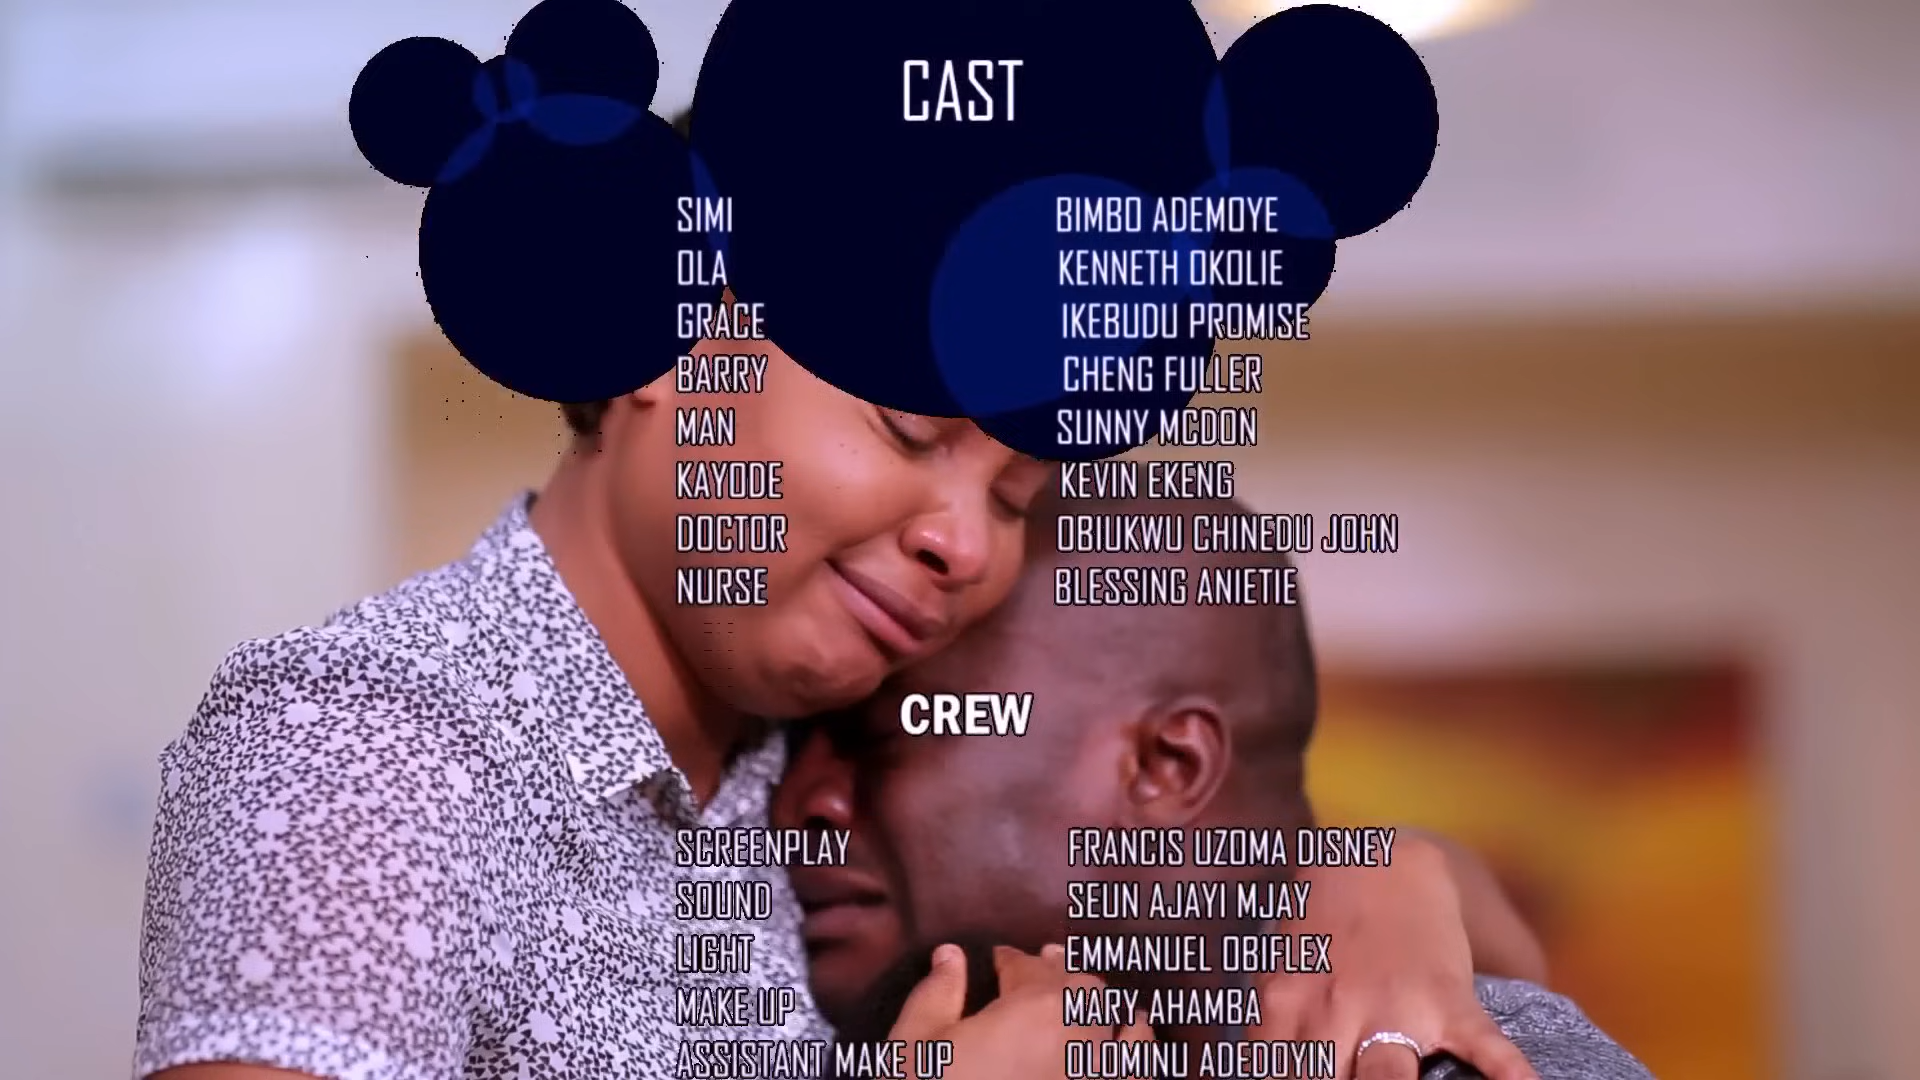 CAST
SIMI BIMBO ADEMOYE
OLA KENNETH OKOLIE
GRACE IKEBUDU PROMISE
BARRY CHENG FULLER
MAN SUNNY MCDON
KAYODE KEVIN EKENG
DOCTOR OBIUKWU CHINEDU JOHN
NURSE BLESSING ANIETIE
CREW
SCREENPLAY FRANCIS UZOMA DISNEY
SOUND SEUN AJAYI MJAY
LIGHT EMMANUEL OBIFLEX
MAKE UP MARY AHAMBA
ASSISTANT MAKE UP OLOMINU ADEDOYIN